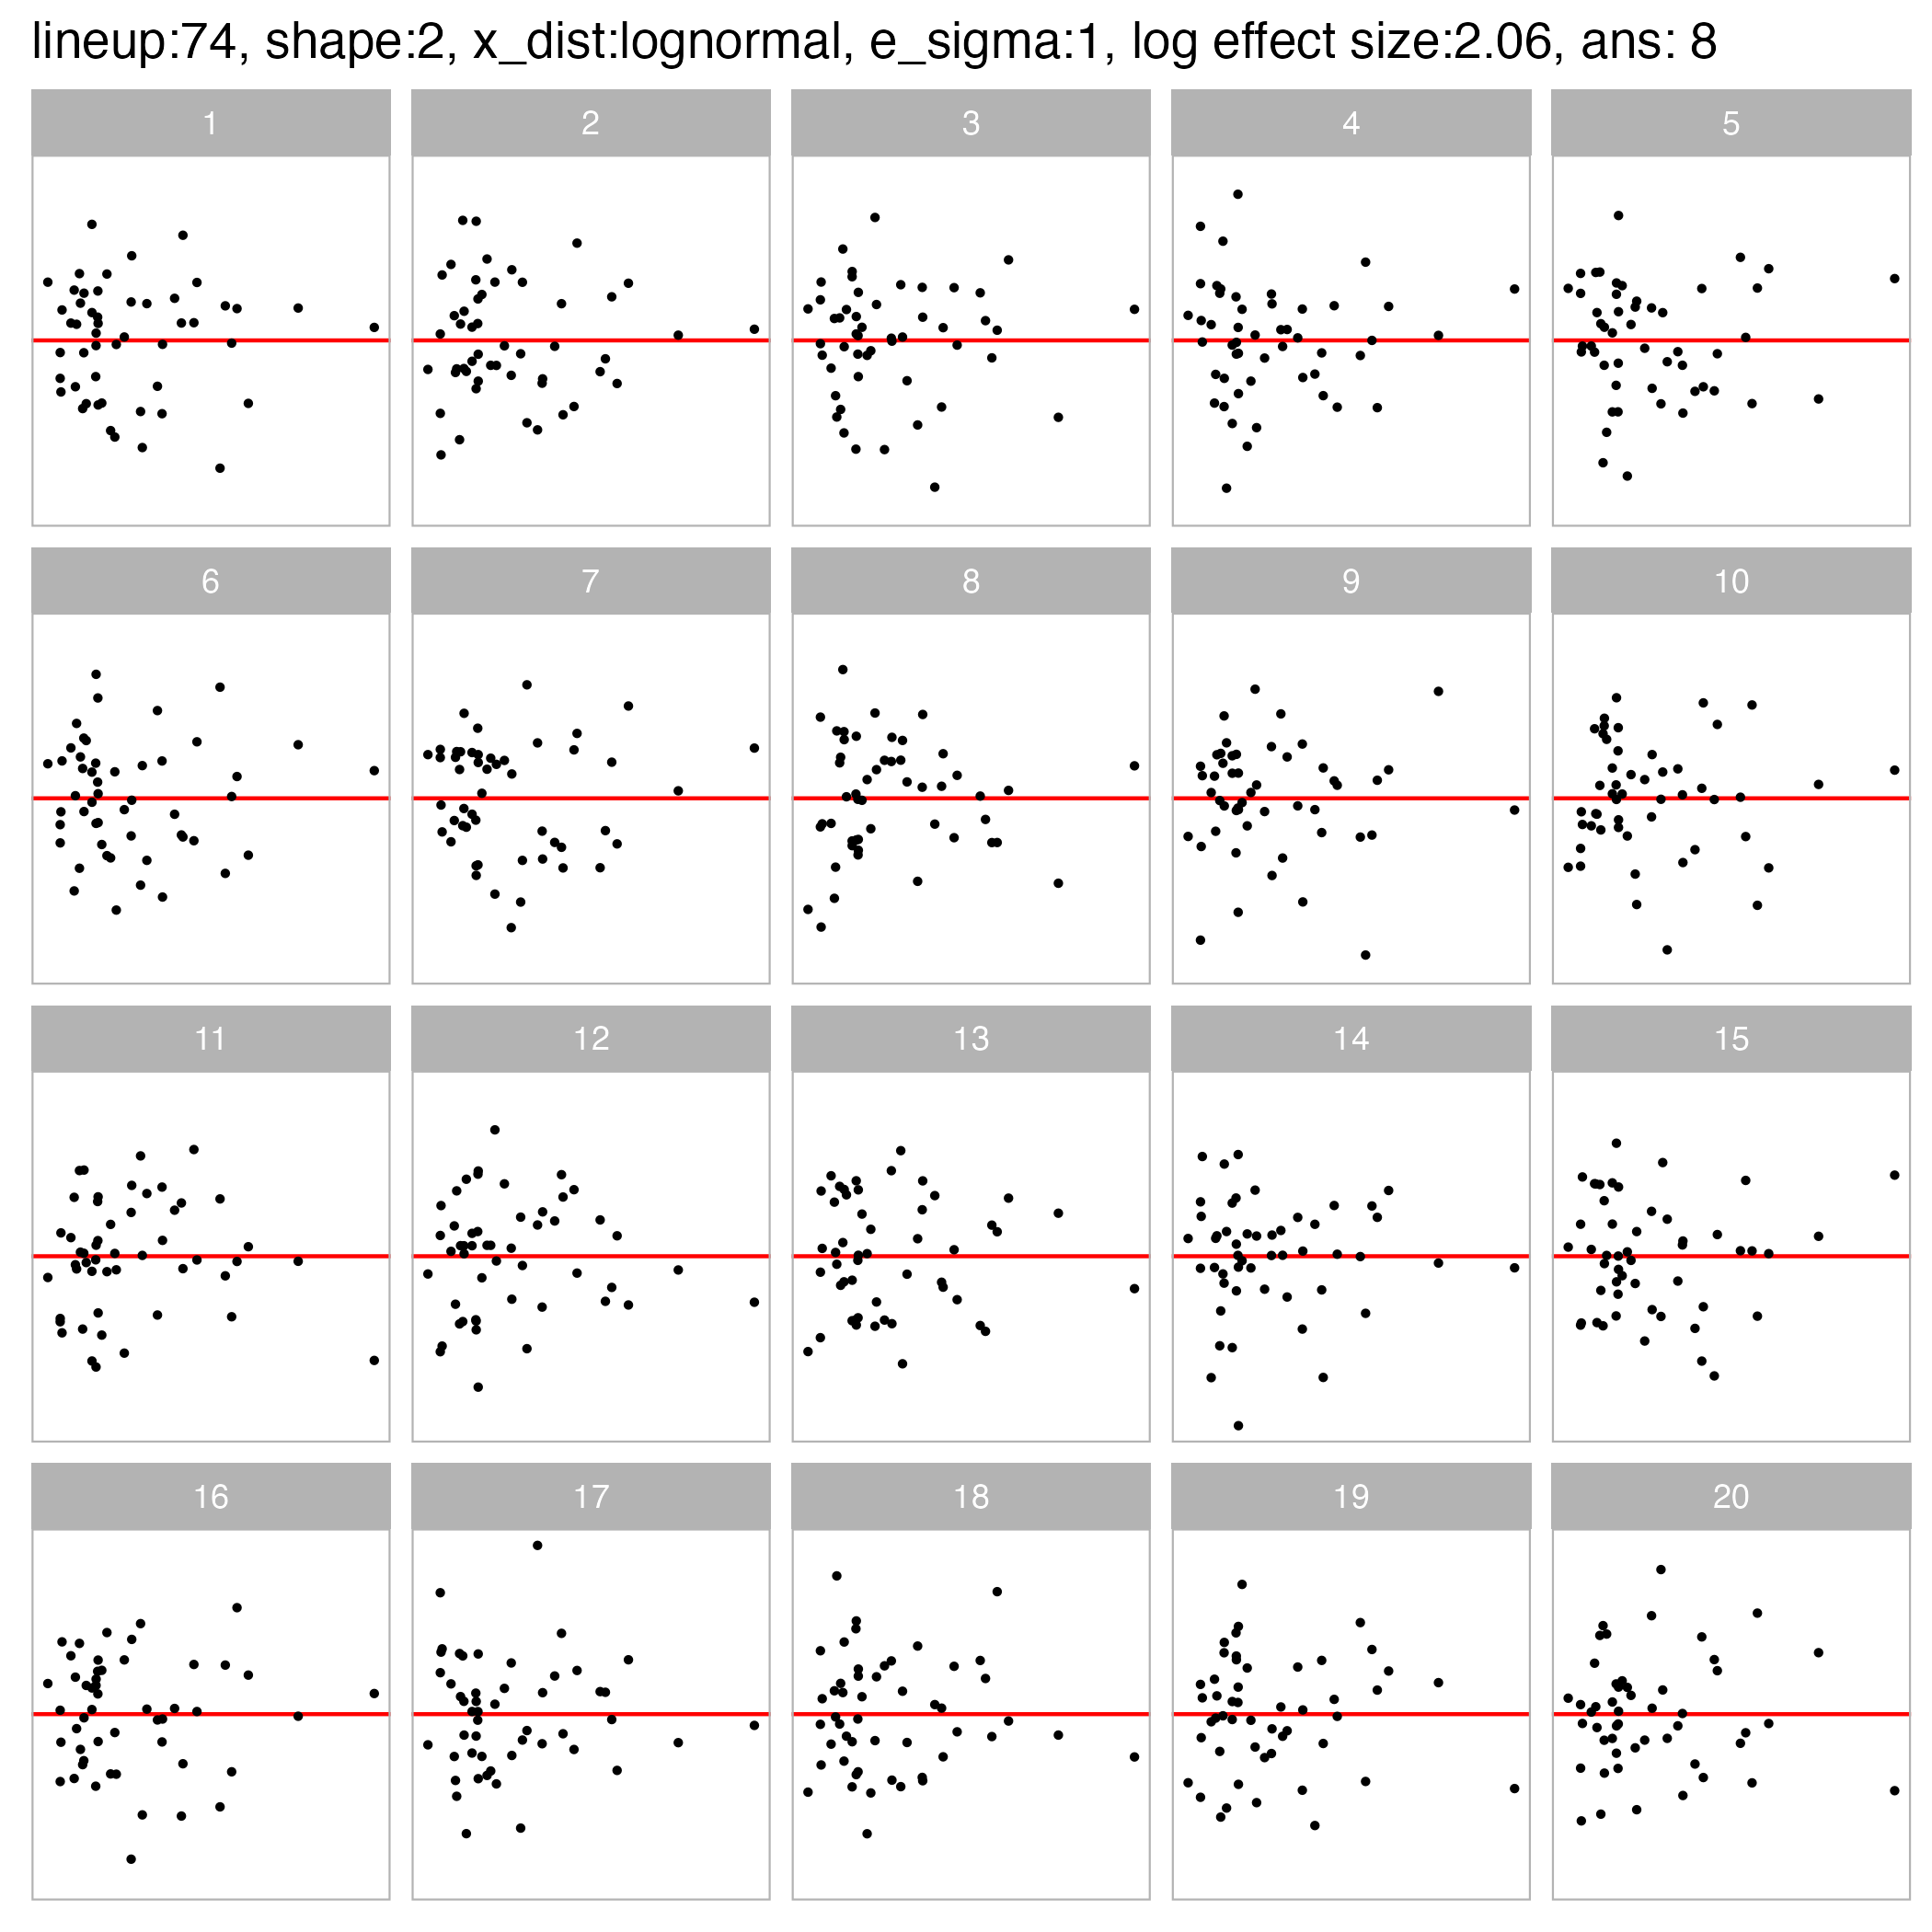 lineup:74, shape:2, x_dist:lognormal, e_sigma:1, log effect size:2.06, ans: 8
1 2 3 4 5
6 7 8 9 10
11 12 13 14 15
16 17 18 19 20